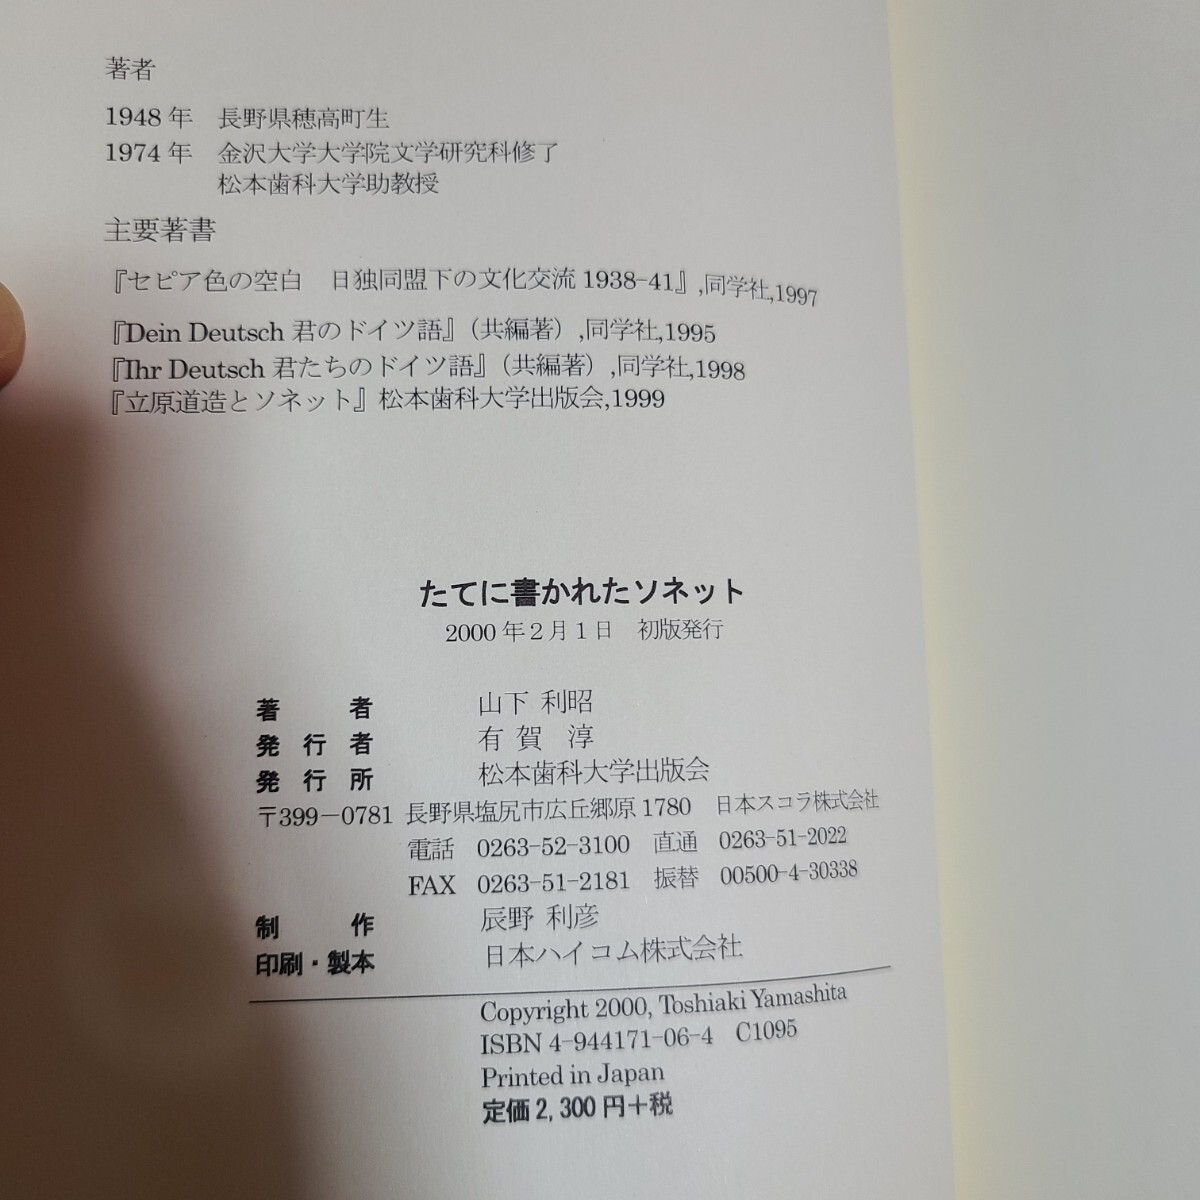 著者
1948年 長野県穂高町生
1974年 金沢大学大学院文学研究科修了
松本歯科大学助教授
主要著書
『セピア色の空白 日独同盟下の文化交流1938-41』,同学社,1997
『Dein Deutsch 君のドイツ語』(共編著),同学社,1995
『Ihr Deutsch 君たちのドイツ語』(共編著),同学社,1998
『立原道造とソネット』松本歯科大学出版会,1999
たてに書かれたソネット
2000年2月1日 初版発行
著者 山下 利昭
発行者 有賀 淳
発行所 松本歯科大学出版会
〒399-0781 長野県塩尻市広丘郷原1780 日本スコラ株式会社
電話 0263-52-3100 直通 0263-51-2022
FAX 0263-51-2181 振替 00500-4-30338
制作 辰野 利彦
印刷・製本 日本ハイコム株式会社
Copyright 2000, Toshiaki Yamashita
ISBN 4-944171-06-4 C1095
Printed in Japan
定価2,300円+税